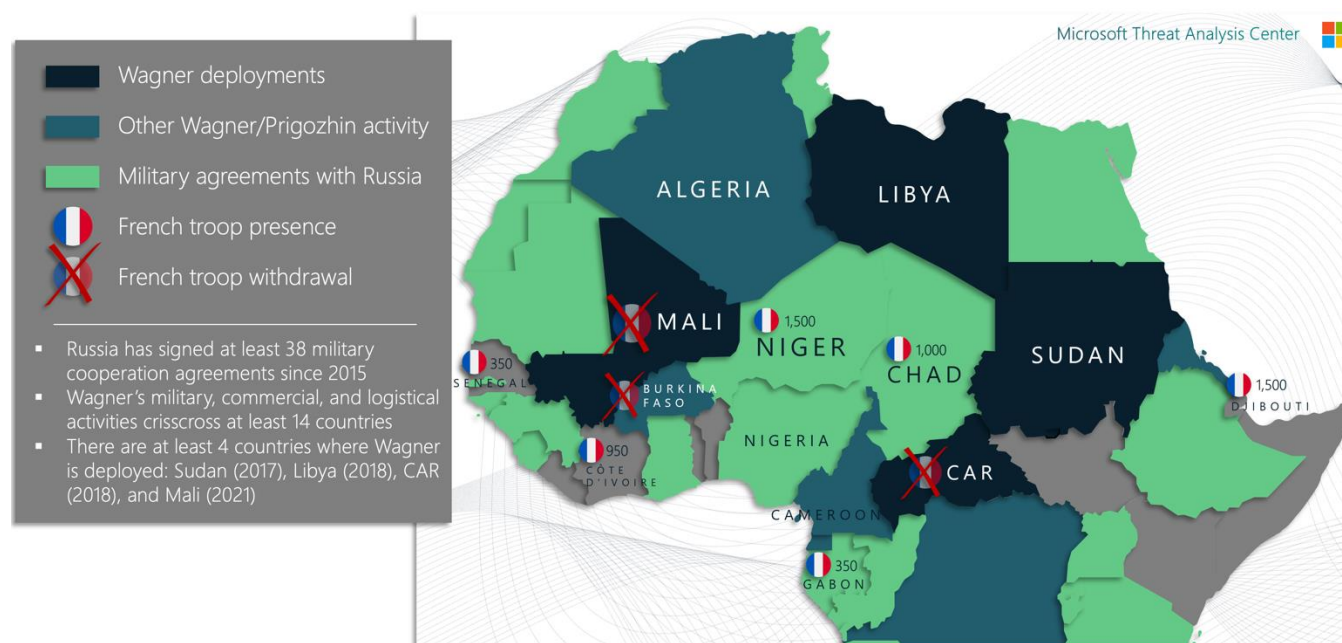 Microsoft Threat Analysis Center
Wagner deployments
Other Wagner/Prigozhin activity
Military agreements with Russia
French troop presence
French troop withdrawal
▪ Russia has signed at least 38 military
cooperation agreements since 2015
▪ Wagner's military, commercial, and logistical
activities crisscross at least 14 countries
▪ There are at least 4 countries where Wagner
is deployed: Sudan (2017), Libya (2018), CAR
(2018), and Mali (2021)
ALGERIA
LIBYA
MALI
1,500
NIGER
1,000
CHAD
SUDAN
350
SENEGAL
BURKINA
FASO
1,500
DJIBOUTI
NIGERIA
950
CÔTE
D'IVOIRE
CAR
CAMEROON
350
GABON